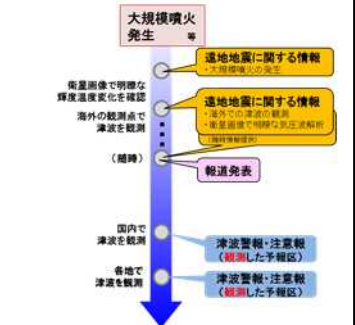 大規模噴火
発生 等
遠地地震に関する情報
・大規模噴火の発生
衛星画像で明瞭な
輝度温度変化を確認
海外の観測点で
津波を観測
遠地地震に関する情報
・海外での津波の観測
・衛星画像で明瞭な気圧波解析
(随時情報提供)
(随時)
報道発表
国内で
津波を観測
津波警報・注意報
(観測した予報区)
各地で
津波を観測
津波警報・注意報
(観測した予報区)